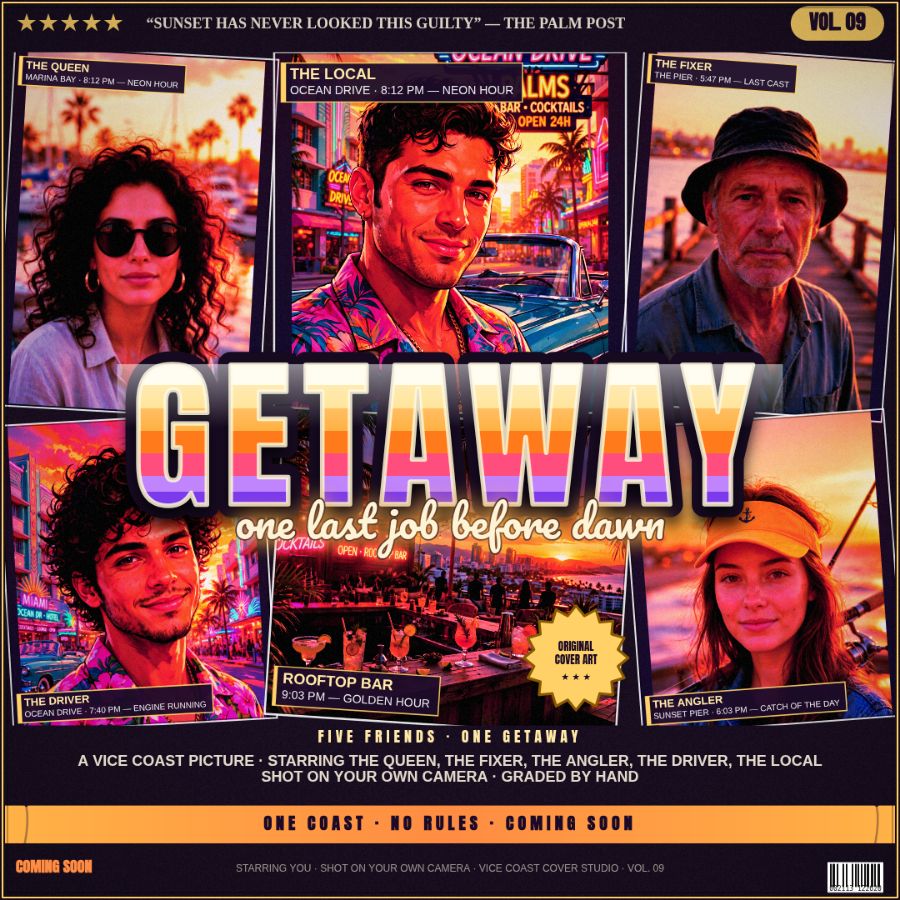 ★★★★★ “SUNSET HAS NEVER LOOKED THIS GUILTY” — THE PALM POST
VOL. 09
THE QUEEN
MARINA BAY · 8:12 PM — NEON HOUR
THE LOCAL
OCEAN DRIVE · 8:12 PM — NEON HOUR
THE FIXER
THE PIER · 5:47 PM — LAST CAST
OCEAN DRIVE
BAR · COCKTAILS
OPEN 24H
OCEAN
DRIVE
GETAWAY
one last job before dawn
MIAMI
OCEAN DR · HOTEL
COCKTAILS
ORIGINAL
COVER ART
★ ★ ★
THE DRIVER
OCEAN DRIVE · 7:40 PM — ENGINE RUNNING
ROOFTOP BAR
9:03 PM — GOLDEN HOUR
THE ANGLER
SUNSET PIER · 6:03 PM — CATCH OF THE DAY
FIVE FRIENDS · ONE GETAWAY
A VICE COAST PICTURE · STARRING THE QUEEN, THE FIXER, THE ANGLER, THE DRIVER, THE LOCAL
SHOT ON YOUR OWN CAMERA · GRADED BY HAND
ONE COAST · NO RULES · COMING SOON
COMING SOON
STARRING YOU · SHOT ON YOUR OWN CAMERA · VICE COAST COVER STUDIO · VOL. 09